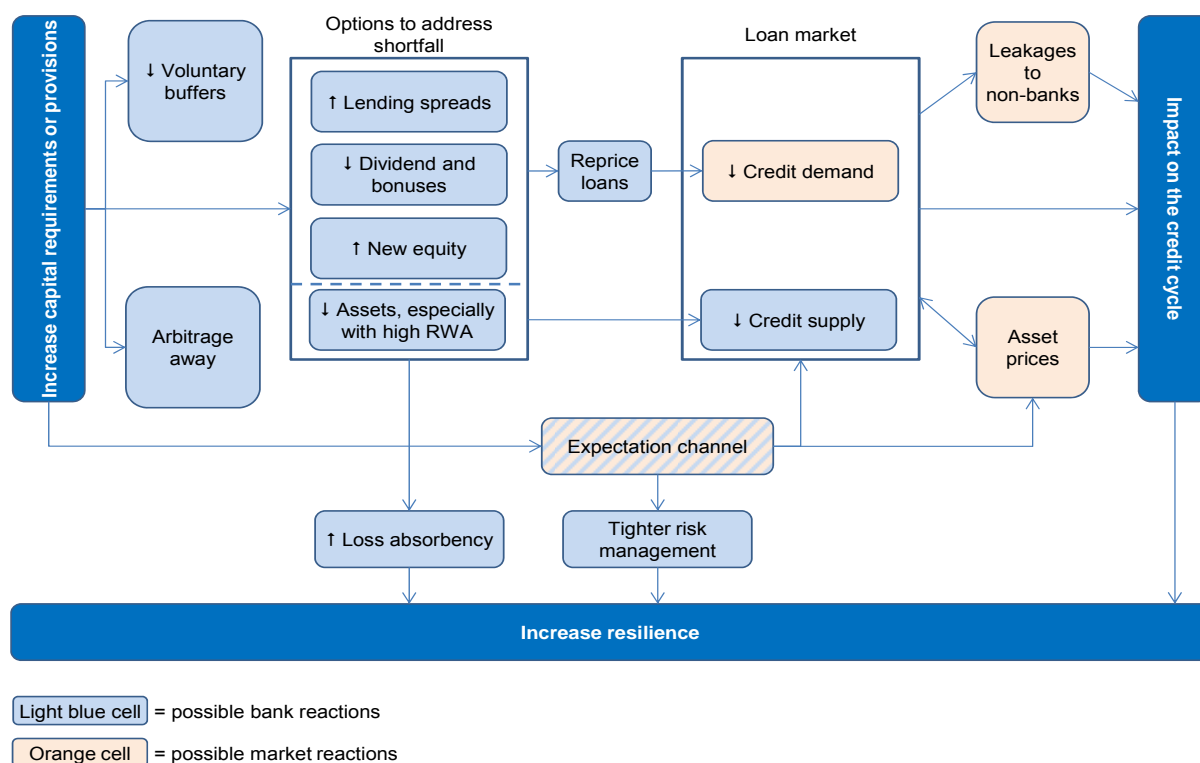 Increase capital requirements or provisions
↓ Voluntary
buffers
Arbitrage
away
Options to address
shortfall
↑ Lending spreads
↓ Dividend and
bonuses
↑ New equity
↓ Assets, especially
with high RWA
Reprice
loans
Loan market
↓ Credit demand
↓ Credit supply
Leakages
to
non-banks
Asset
prices
Impact on the credit cycle
Expectation channel
↑ Loss absorbency
Tighter risk
management
Increase resilience
Light blue cell = possible bank reactions
Orange cell = possible market reactions